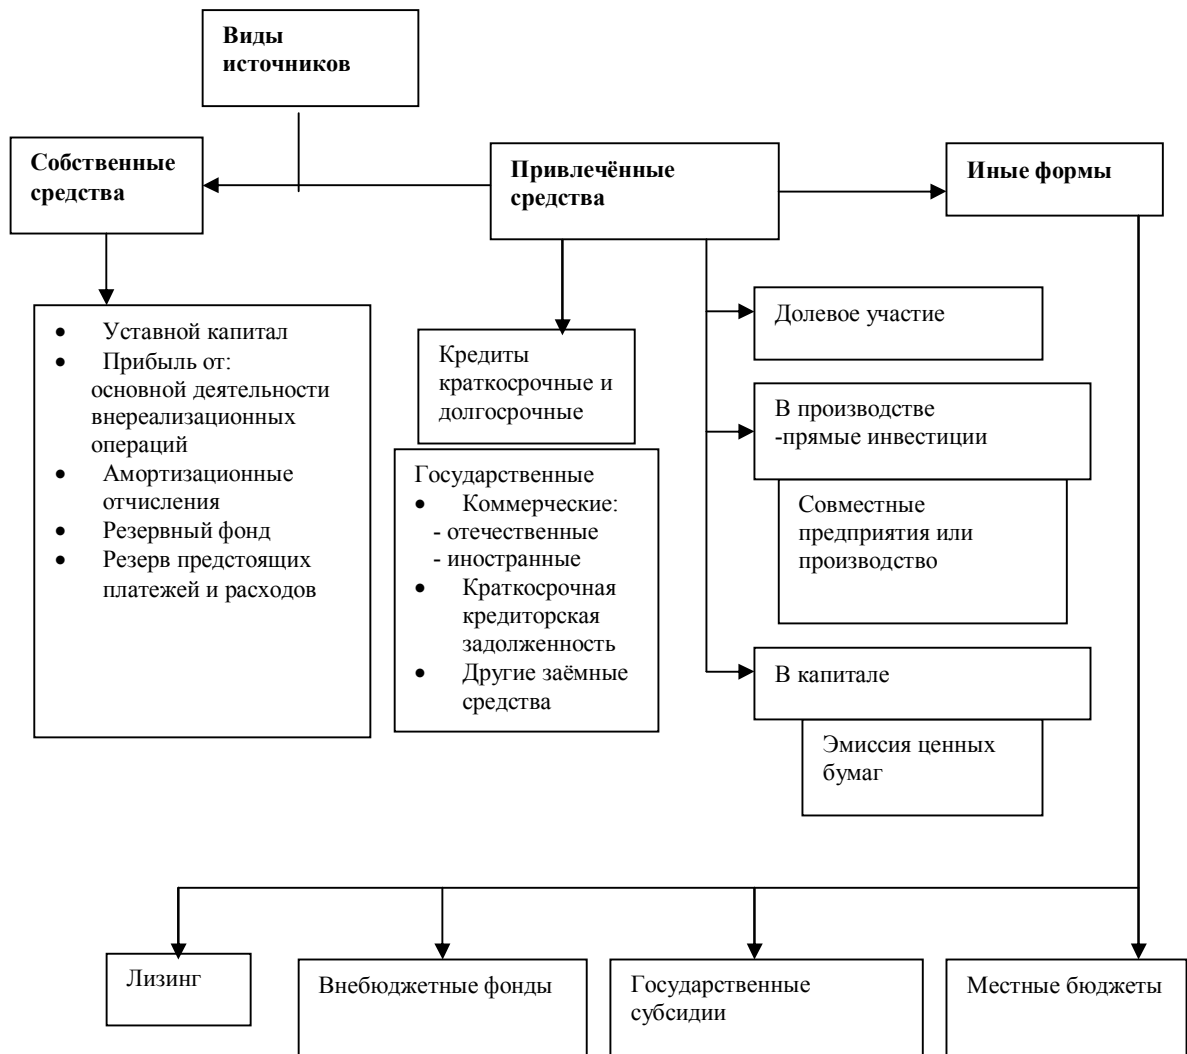 Виды
источников
Собственные
средства
Привлечённые
средства
Иные формы
• Уставной капитал
• Прибыль от:
основной деятельности
внереализационных
операций
• Амортизационные
отчисления
• Резервный фонд
• Резерв предстоящих
платежей и расходов
Кредиты
краткосрочные и
долгосрочные
Государственные
• Коммерческие:
- отечественные
- иностранные
• Краткосрочная
кредиторская
задолженность
• Другие заёмные
средства
Долевое участие
В производстве
-прямые инвестиции
Совместные
предприятия или
производство
В капитале
Эмиссия ценных
бумаг
Лизинг
Внебюджетные фонды
Государственные
субсидии
Местные бюджеты